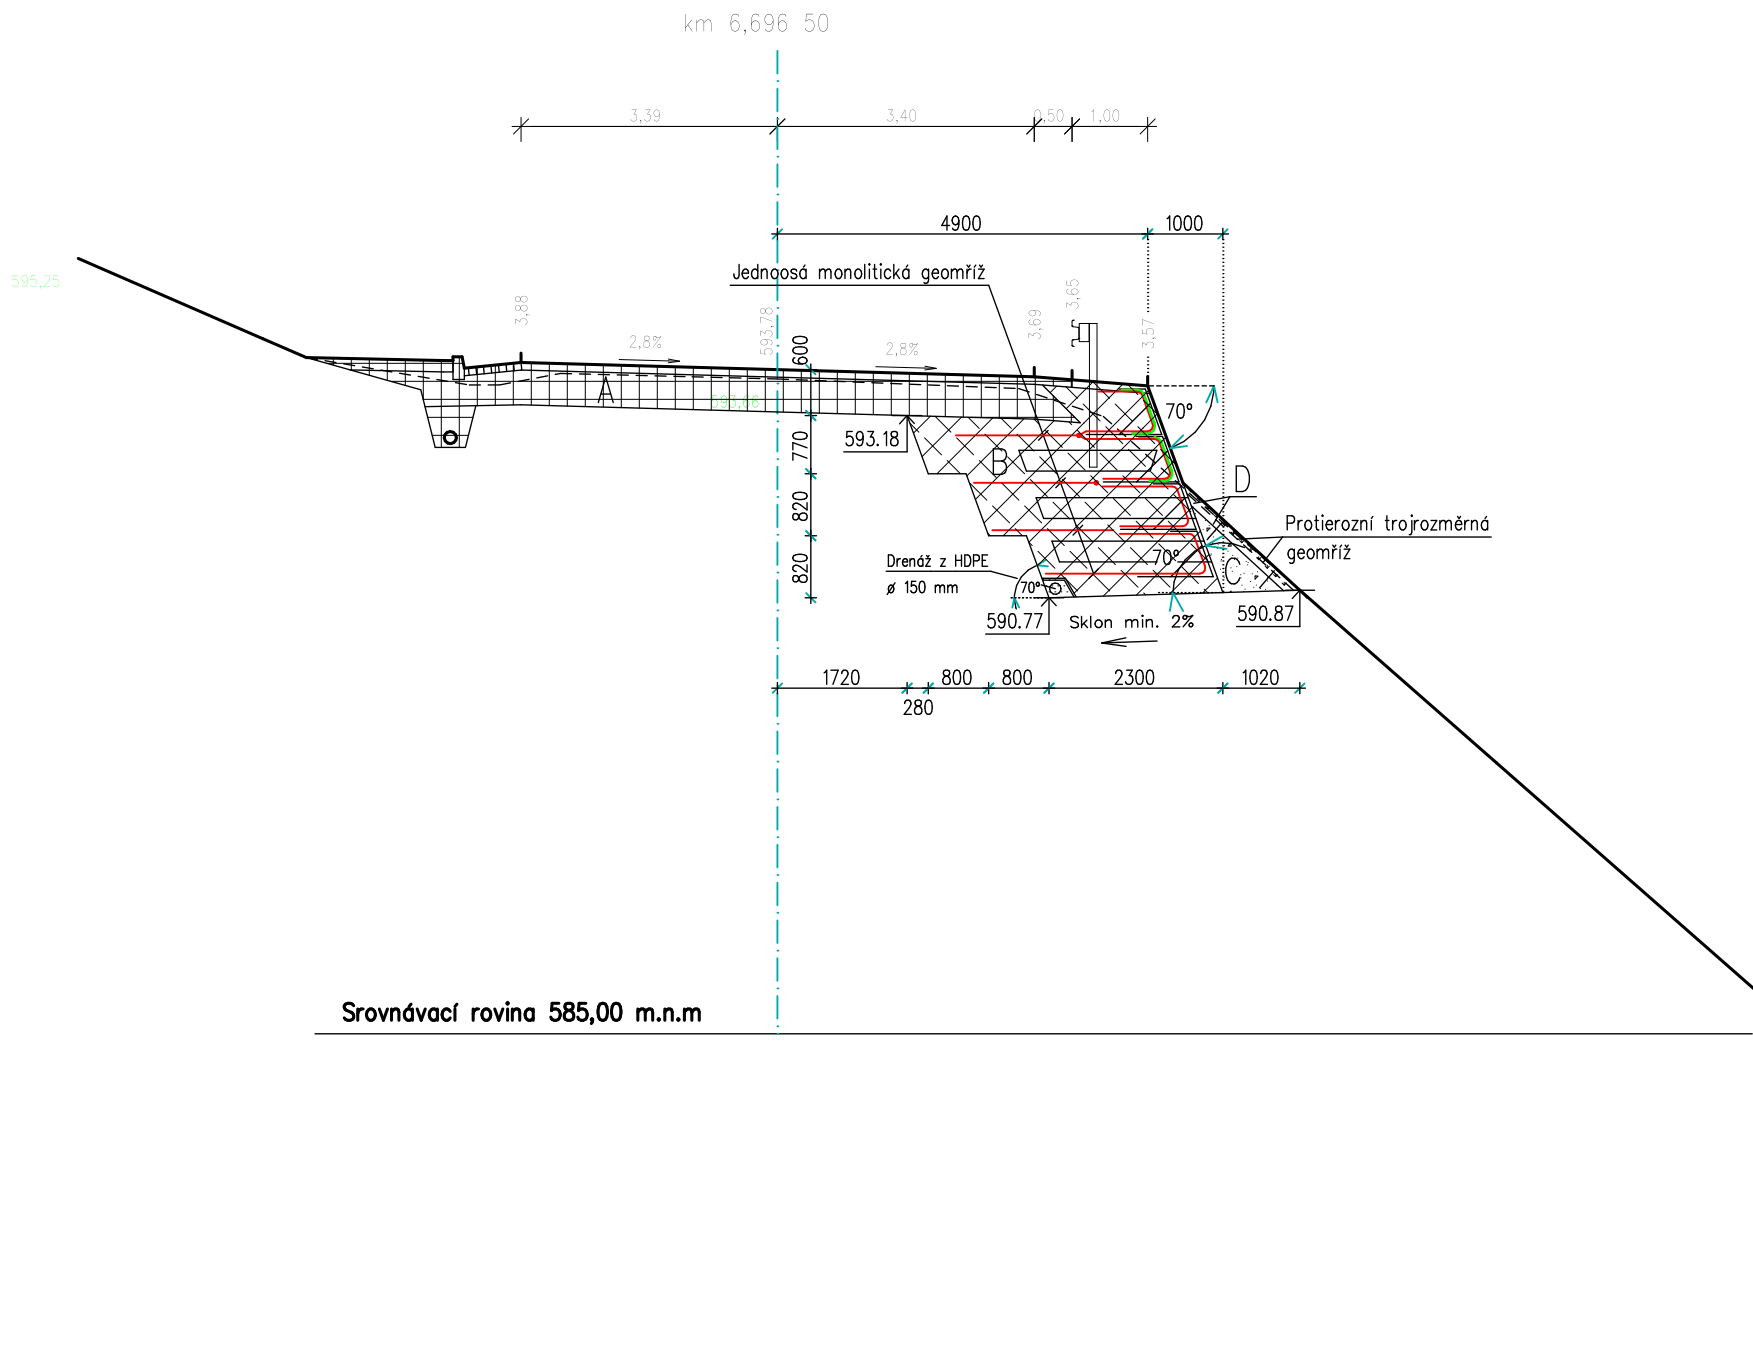 km 6,696 50
3,39
3,40
0,50
1,00
4900
1000
Jednoosá monolitická geomříž
595,25
3,88
593,78
3,69
3,65
3,57
2,8%
2,8%
600
A
593,66
70°
593.18
770
B
D
820
Protierozní trojrozměrná
geomříž
Drenáž z HDPE
ø 150 mm
820
70°
70°
C
590.77
Sklon min. 2%
590.87
1720
280
800
800
2300
1020
Srovnávací rovina 585,00 m.n.m